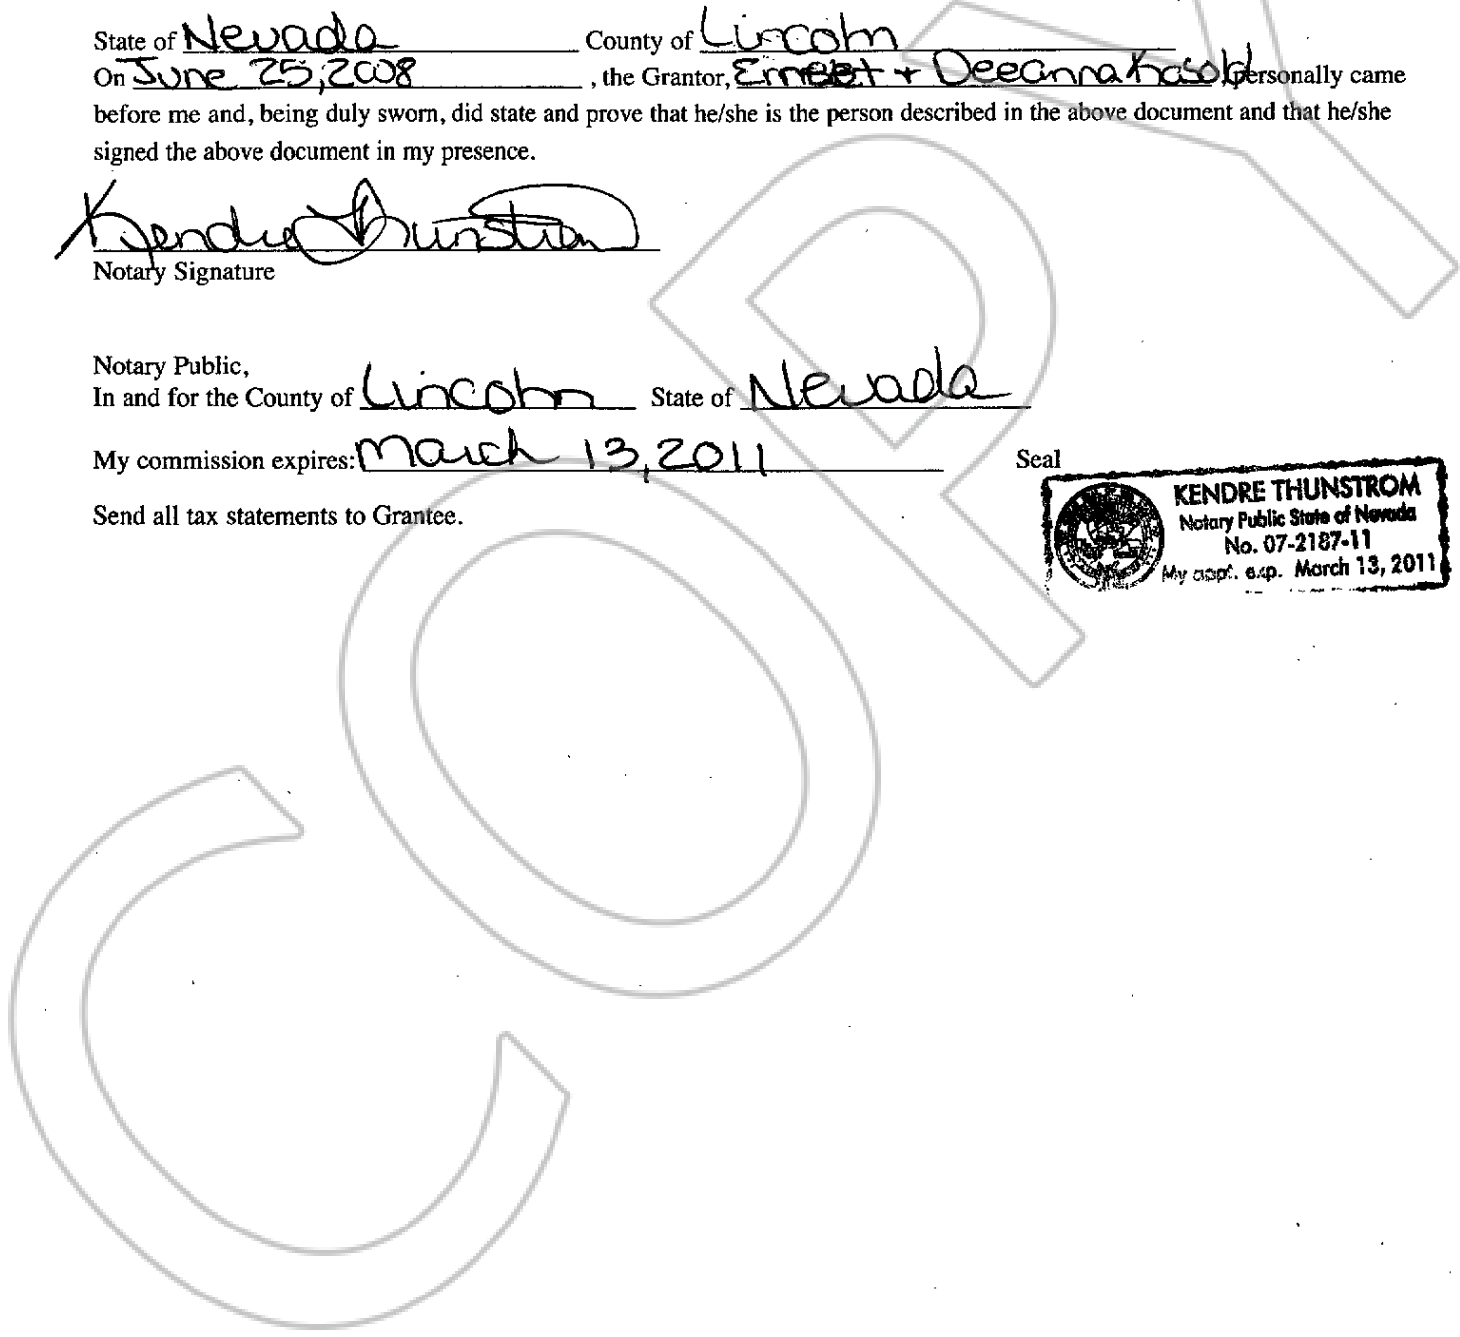 State of Nevada County of Lincoln
On June 25, 2008, the Grantor, Ernest + Deeanna Kasold personally came
before me and, being duly sworn, did state and prove that he/she is the person described in the above document and that he/she
signed the above document in my presence.
Kendre Thunstrom
Notary Signature
Notary Public,
In and for the County of Lincoln State of Nevada
My commission expires: March 13, 2011 Seal
Send all tax statements to Grantee.
KENDRE THUNSTROM
Notary Public State of Nevada
No. 07-2187-11
My appt. exp. March 13, 2011
COPY